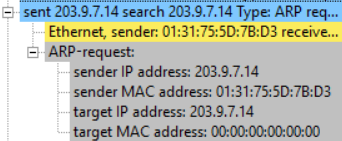 sent 203.9.7.14 search 203.9.7.14 Type: ARP req...
Ethernet, sender: 01:31:75:5D:7B:D3 receive...
ARP-request:
sender IP address: 203.9.7.14
sender MAC address: 01:31:75:5D:7B:D3
target IP address: 203.9.7.14
target MAC address: 00:00:00:00:00:00